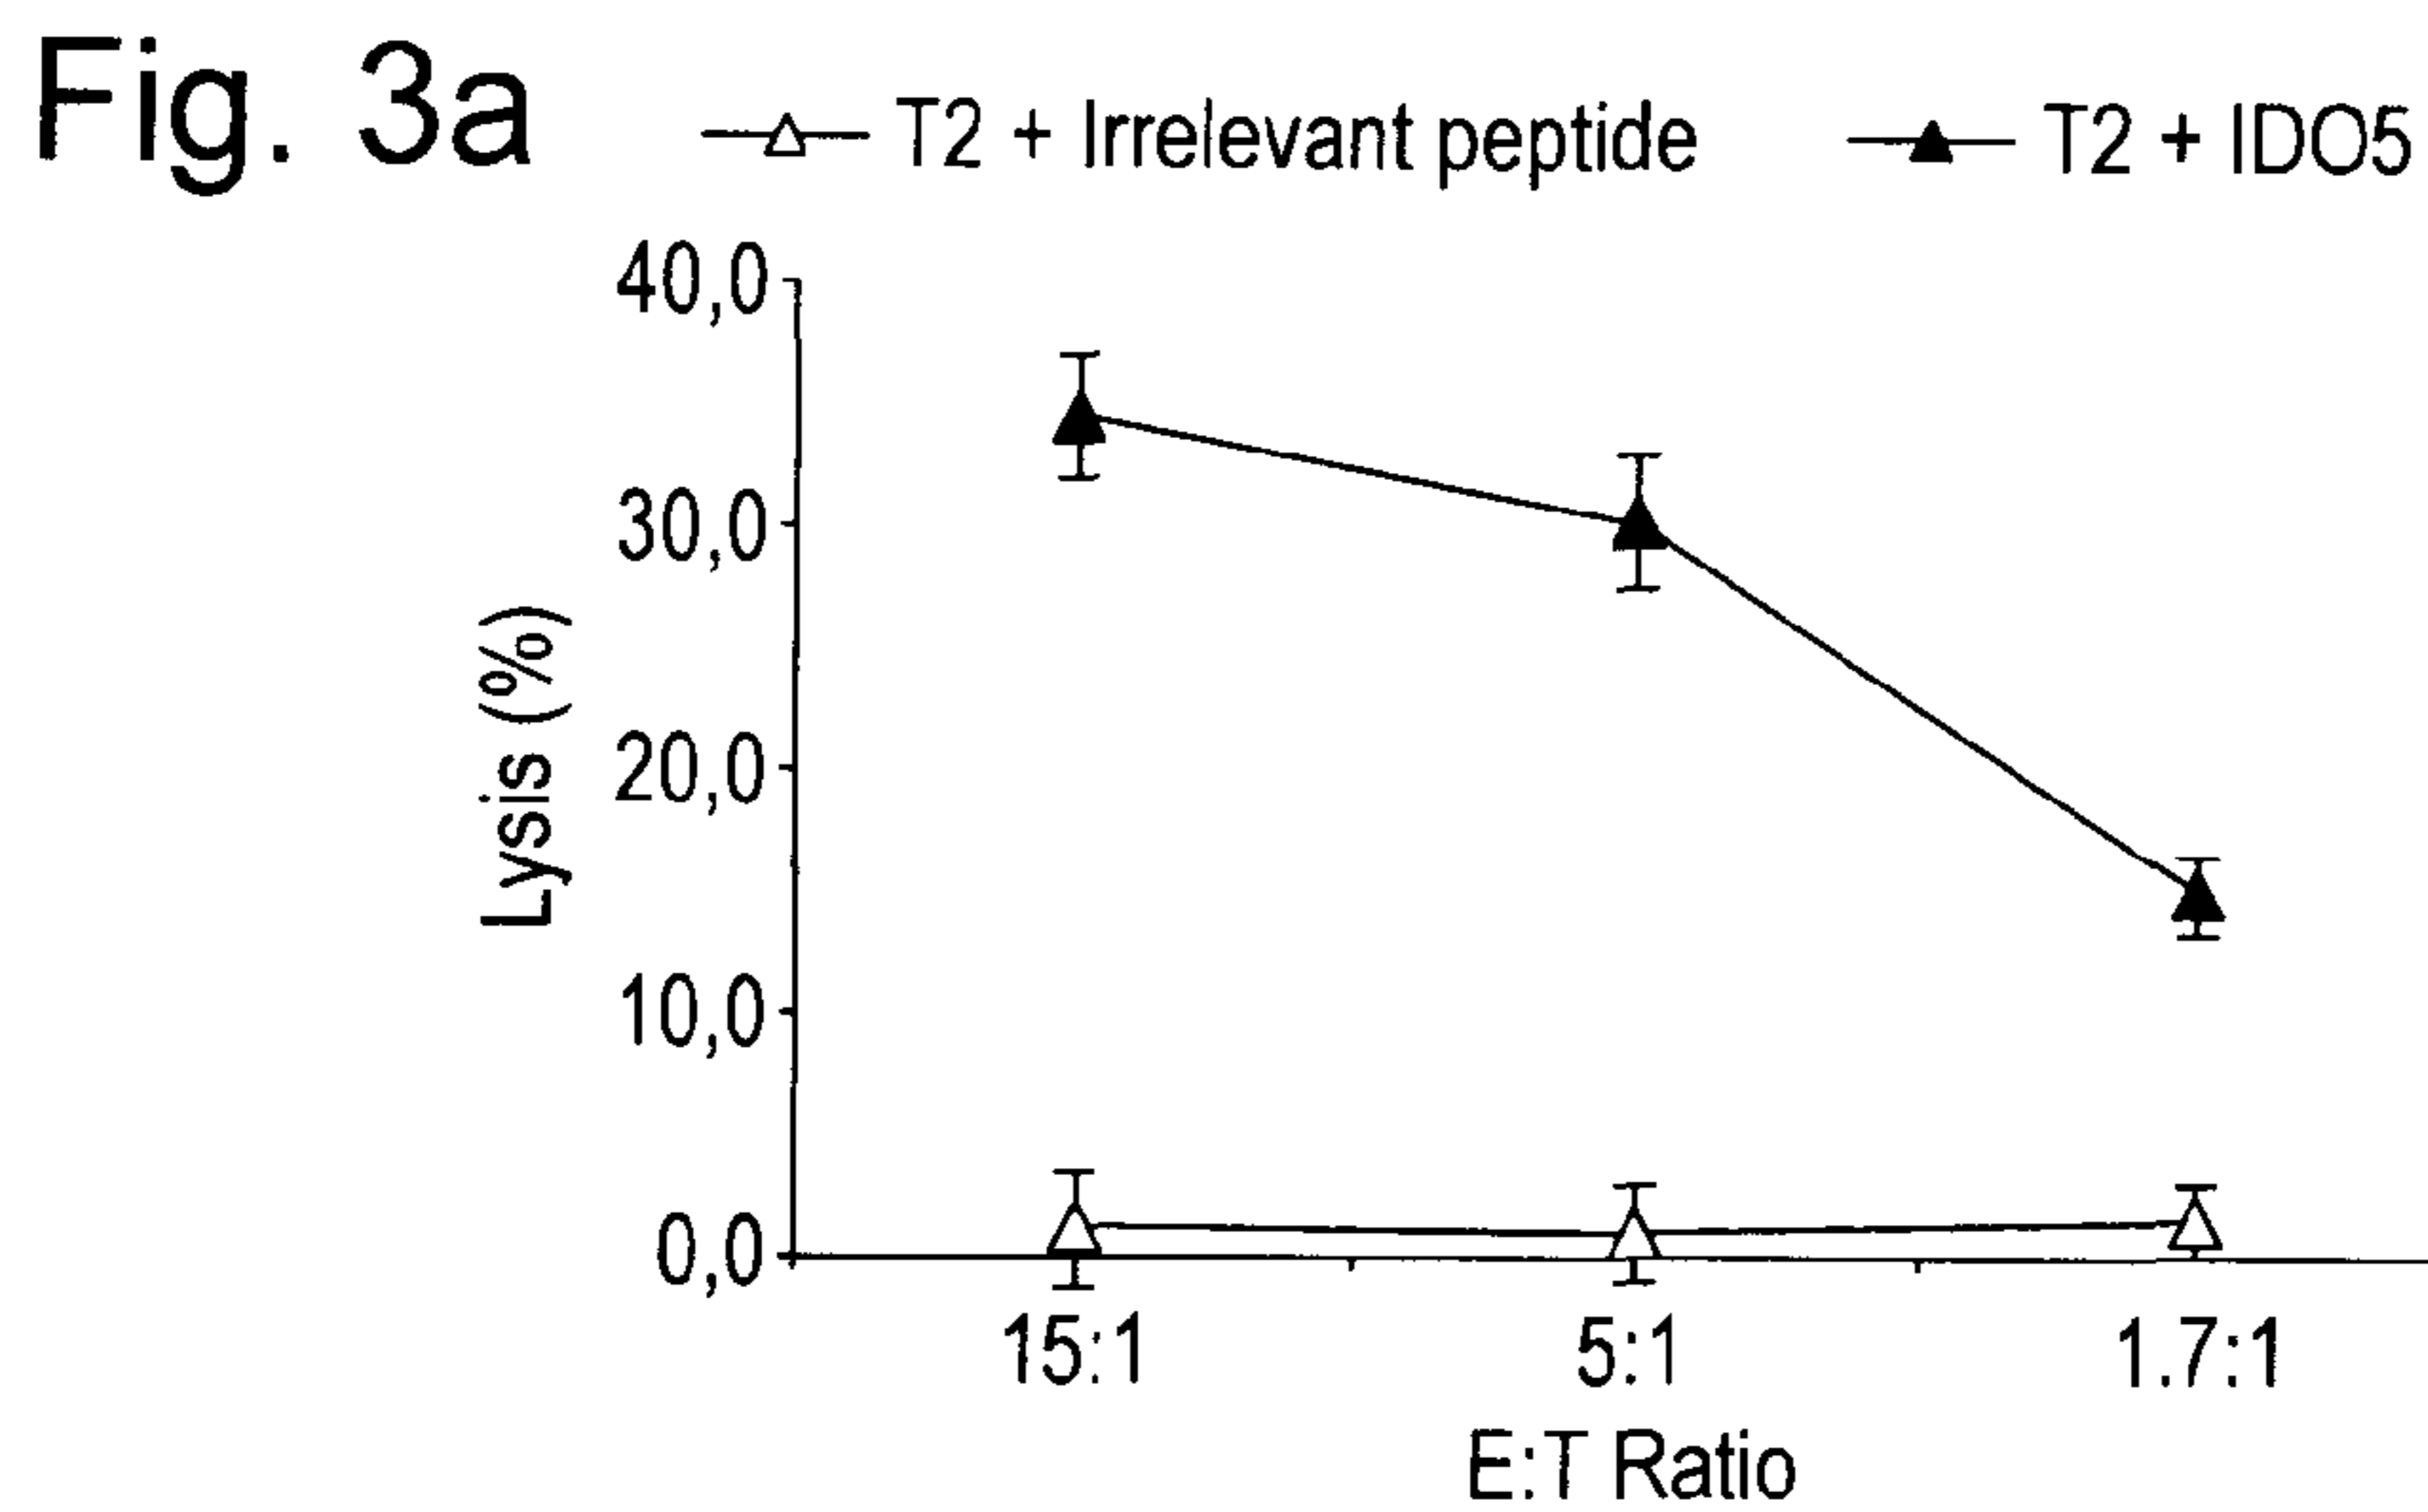 Fig. 3a
T2 + Irrelevant peptide
T2 + IDO5
40,0
30,0
20,0
10,0
0,0
Lysis (%)
15:1
5:1
1.7:1
E:T Ratio